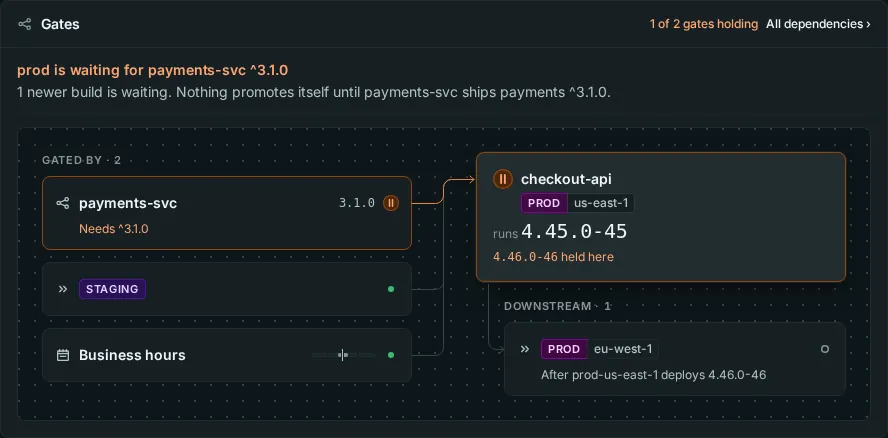 Gates
1 of 2 gates holding All dependencies ›
prod is waiting for payments-svc ^3.1.0
1 newer build is waiting. Nothing promotes itself until payments-svc ships payments ^3.1.0.
GATED BY · 2
payments-svc 3.1.0
Needs ^3.1.0
STAGING
Business hours
checkout-api
PROD us-east-1
runs 4.45.0-45
4.46.0-46 held here
DOWNSTREAM · 1
PROD eu-west-1
After prod-us-east-1 deploys 4.46.0-46